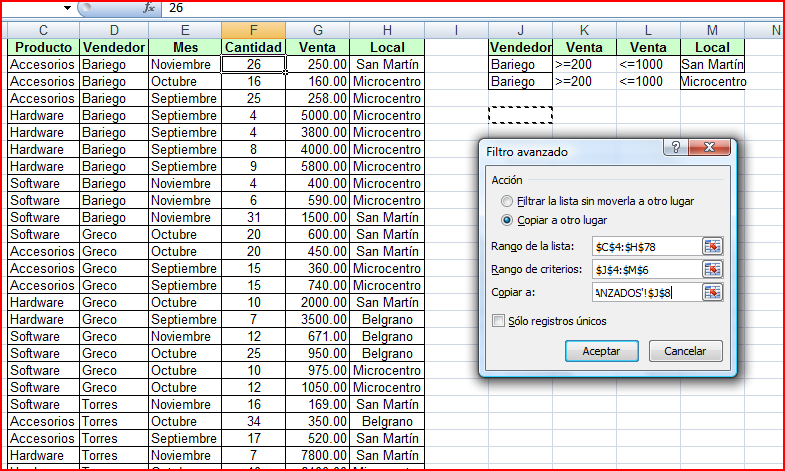 fx 26
C D E F G H I J K L M N
Producto Vendedor Mes Cantidad Venta Local Vendedor Venta Venta Local
Accesorios Bariego Noviembre 26 250.00 San Martín Bariego >=200 <=1000 San Martín
Accesorios Bariego Octubre 16 160.00 Microcentro Bariego >=200 <=1000 Microcentro
Accesorios Bariego Septiembre 25 258.00 Microcentro
Hardware Bariego Septiembre 4 5000.00 Microcentro
Hardware Bariego Septiembre 4 3800.00 Microcentro
Hardware Bariego Septiembre 8 4000.00 Microcentro
Hardware Bariego Septiembre 9 5800.00 Microcentro
Software Bariego Noviembre 4 400.00 Microcentro
Software Bariego Noviembre 6 590.00 Microcentro
Software Bariego Noviembre 31 1500.00 San Martín
Software Greco Octubre 20 600.00 San Martín
Accesorios Greco Octubre 20 450.00 San Martín
Accesorios Greco Septiembre 15 360.00 Microcentro
Accesorios Greco Septiembre 15 740.00 Microcentro
Hardware Greco Octubre 10 2000.00 San Martín
Hardware Greco Septiembre 7 3500.00 Belgrano
Software Greco Noviembre 12 671.00 Belgrano
Software Greco Octubre 25 950.00 Belgrano
Software Greco Octubre 10 975.00 Microcentro
Software Greco Octubre 12 1050.00 Microcentro
Software Torres Noviembre 16 169.00 San Martín
Accesorios Torres Octubre 34 350.00 Belgrano
Accesorios Torres Septiembre 17 520.00 San Martín
Hardware Torres Noviembre 7 7800.00 San Martín
Filtro avanzado
Acción
Filtrar la lista sin moverla a otro lugar
Copiar a otro lugar
Rango de la lista: $C$4:$H$78
Rango de criterios: $J$4:$M$6
Copiar a: ANZADOS'!$J$8
Sólo registros únicos
Aceptar Cancelar